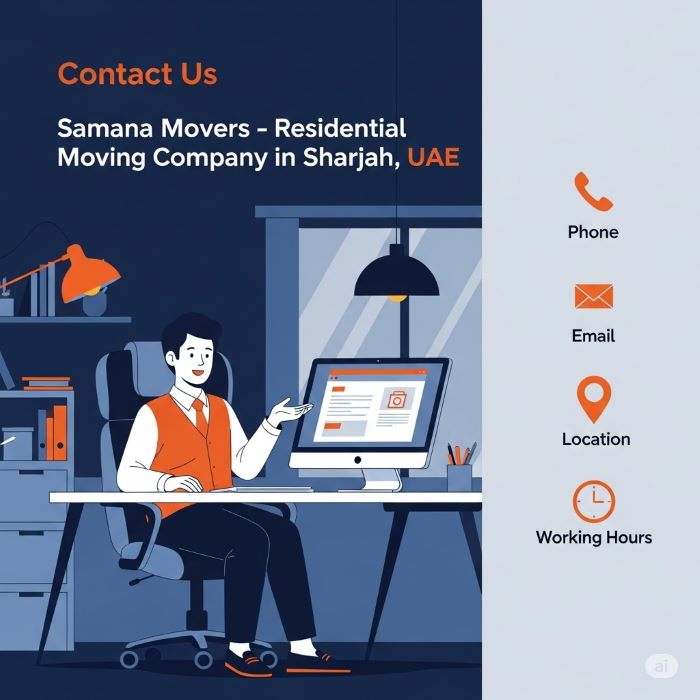 Contact Us
Samana Movers - Residential
Moving Company in Sharjah, UAE
Phone
Email
Location
Working Hours
ai